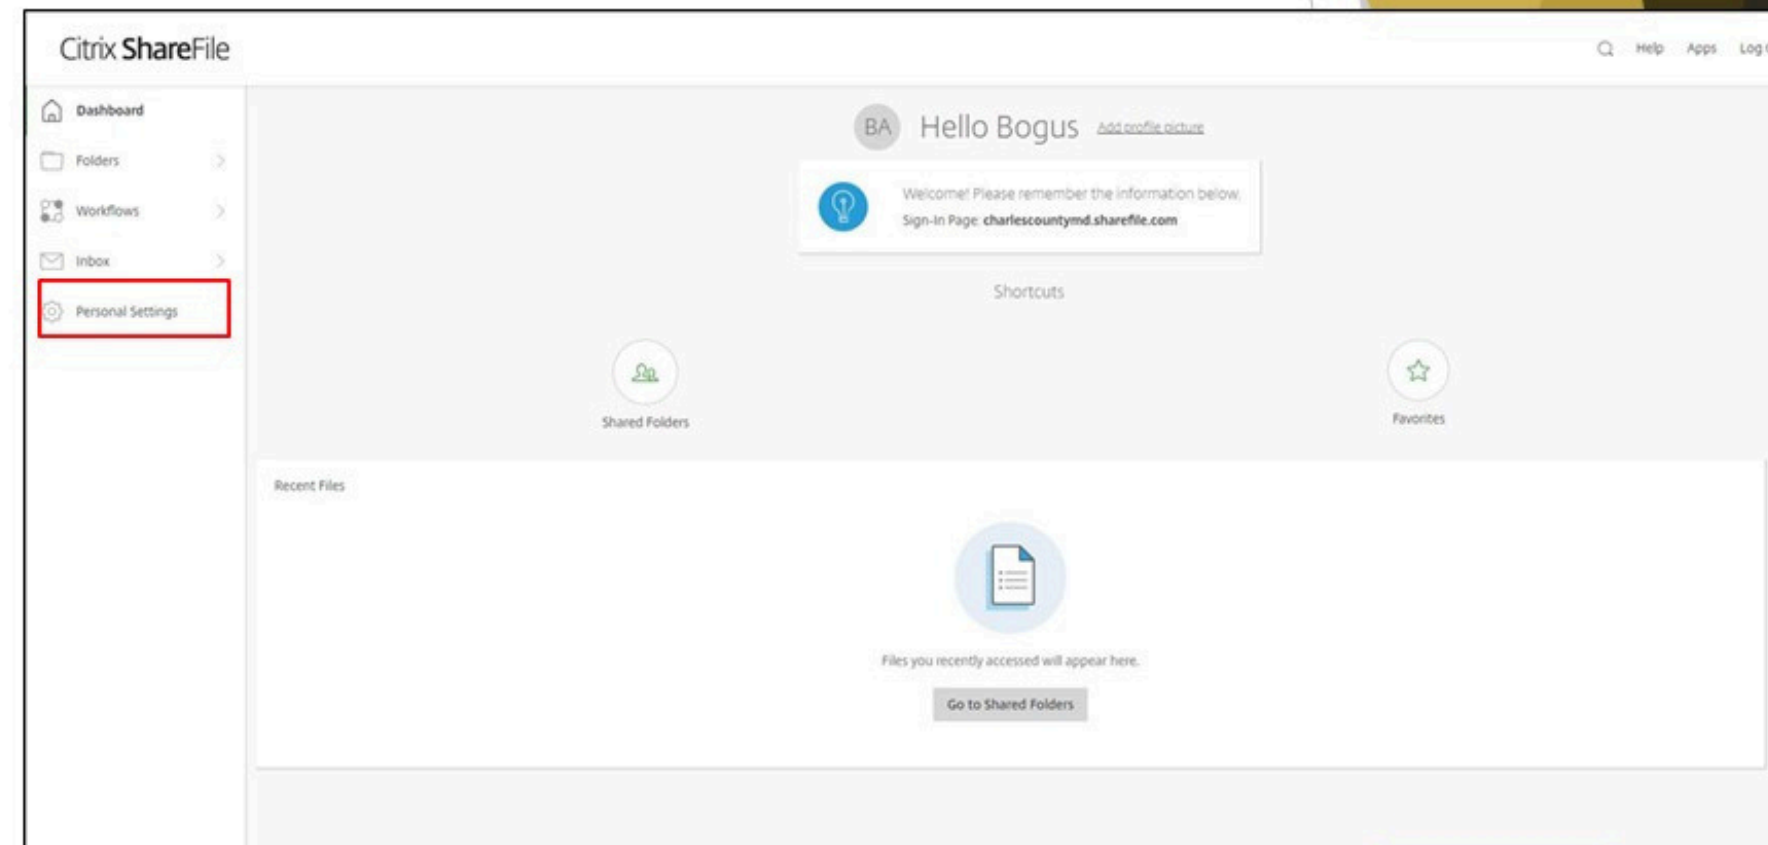 Citrix ShareFile
Help Apps Log
Dashboard
Folders
Workflows
Inbox
Personal Settings
BA Hello Bogus Add profile picture
Welcome! Please remember the information below.
Sign-In Page: charlescountymd.sharefile.com
Shortcuts
Shared Folders
Favorites
Recent Files
Files you recently accessed will appear here.
Go to Shared Folders